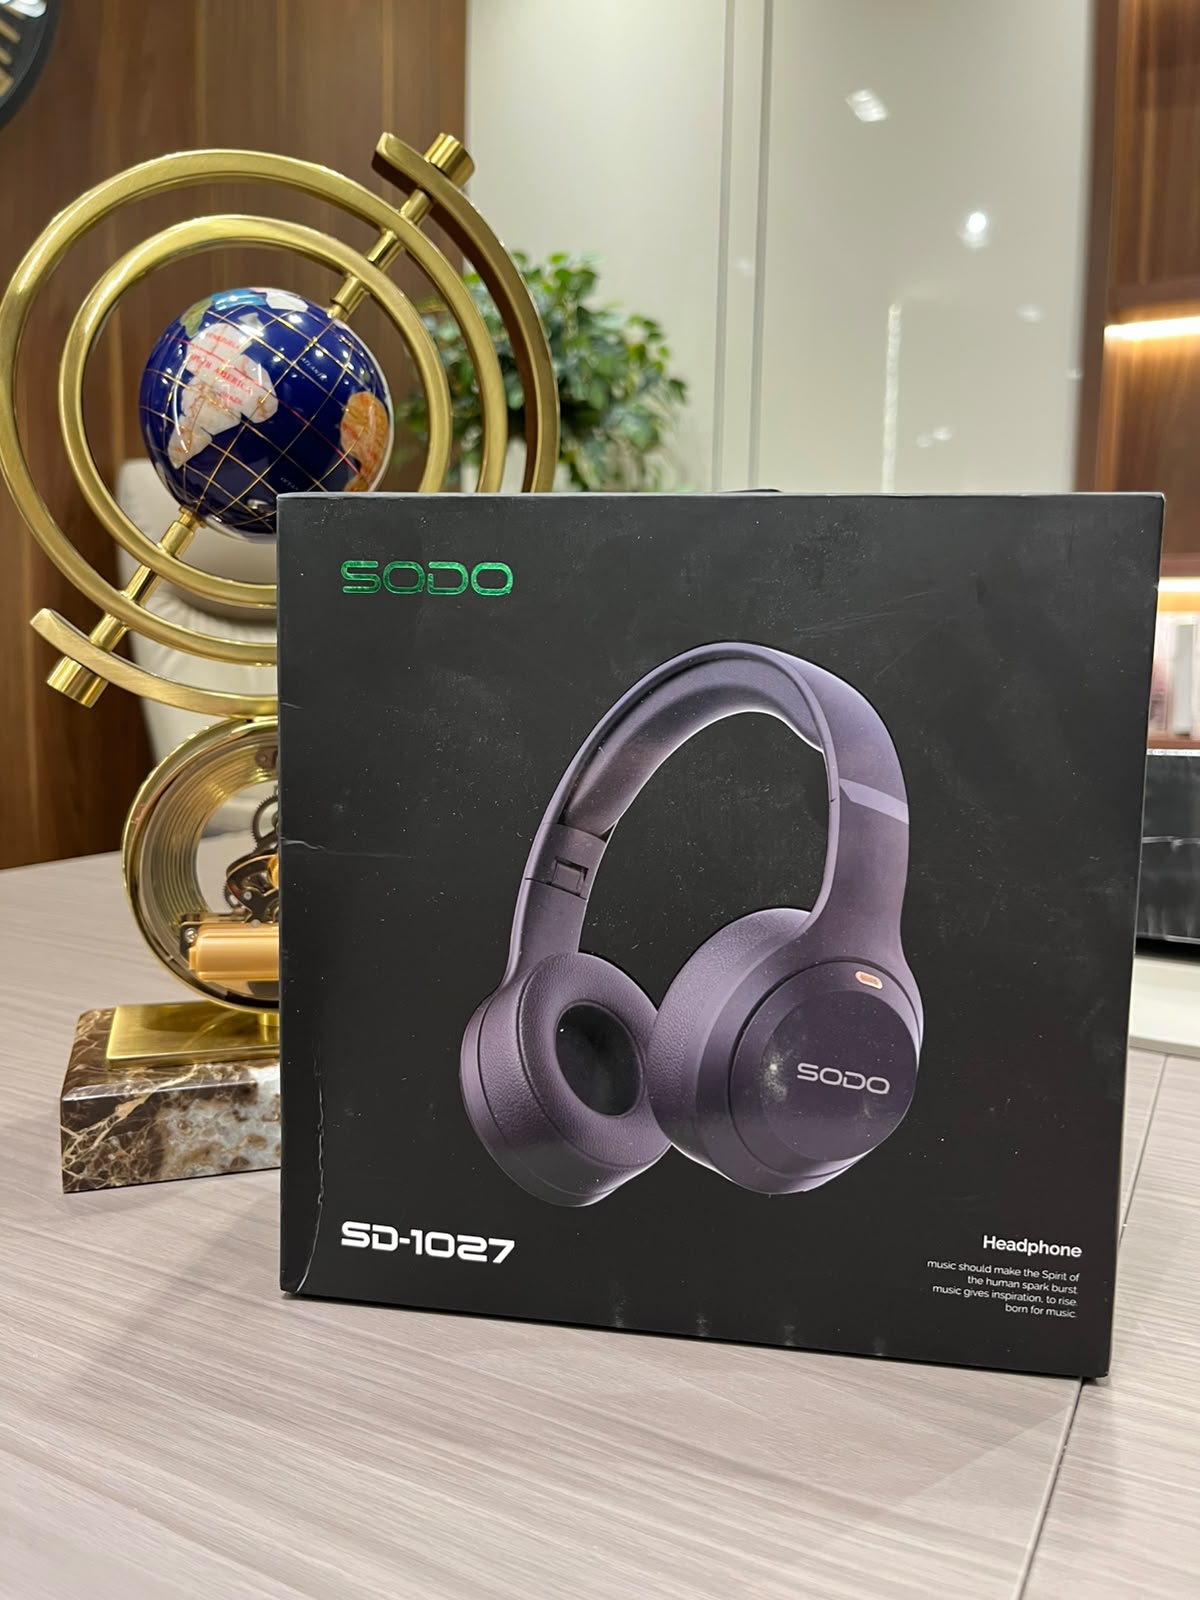 SODO
SODO
SD-1027
Headphone
music should make the Spirit of
the human spark burst
music gives inspiration, to rise
born for music.